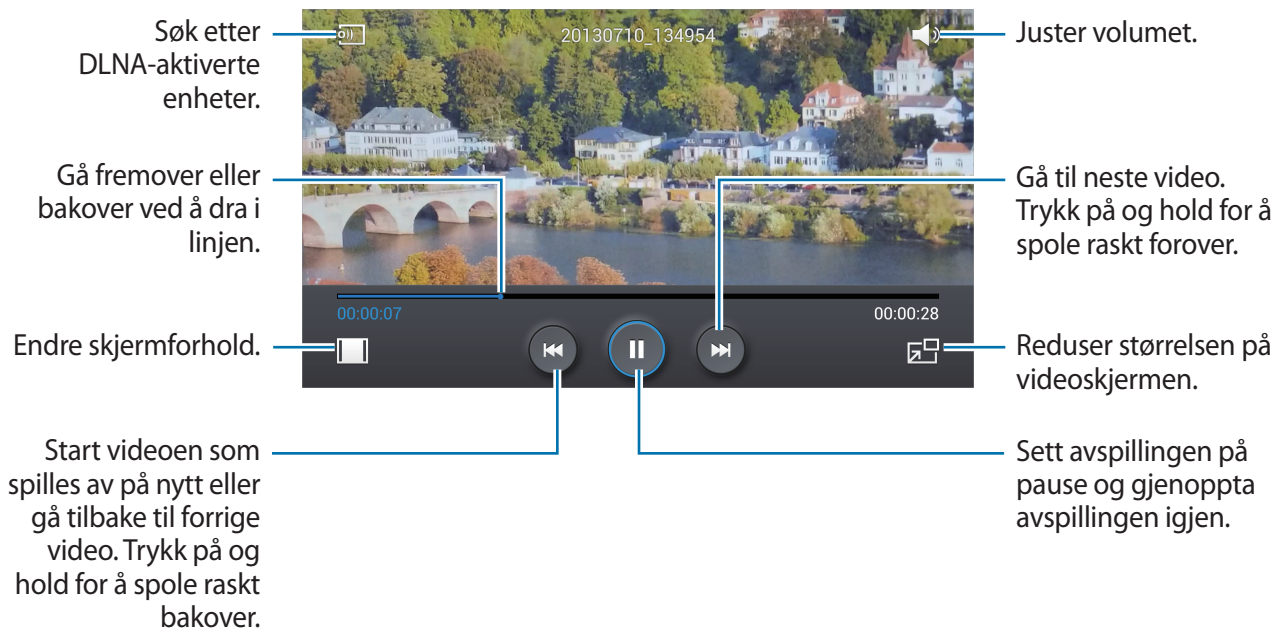 Søk etter
DLNA-aktiverte
enheter.
20130710_134954
Juster volumet.
Gå fremover eller
bakover ved å dra i
linjen.
Gå til neste video.
Trykk på og hold for å
spole raskt forover.
00:00:07
00:00:28
Endre skjermforhold.
Reduser størrelsen på
videoskjermen.
Start videoen som
spilles av på nytt eller
gå tilbake til forrige
video. Trykk på og
hold for å spole raskt
bakover.
Sett avspillingen på
pause og gjenoppta
avspillingen igjen.